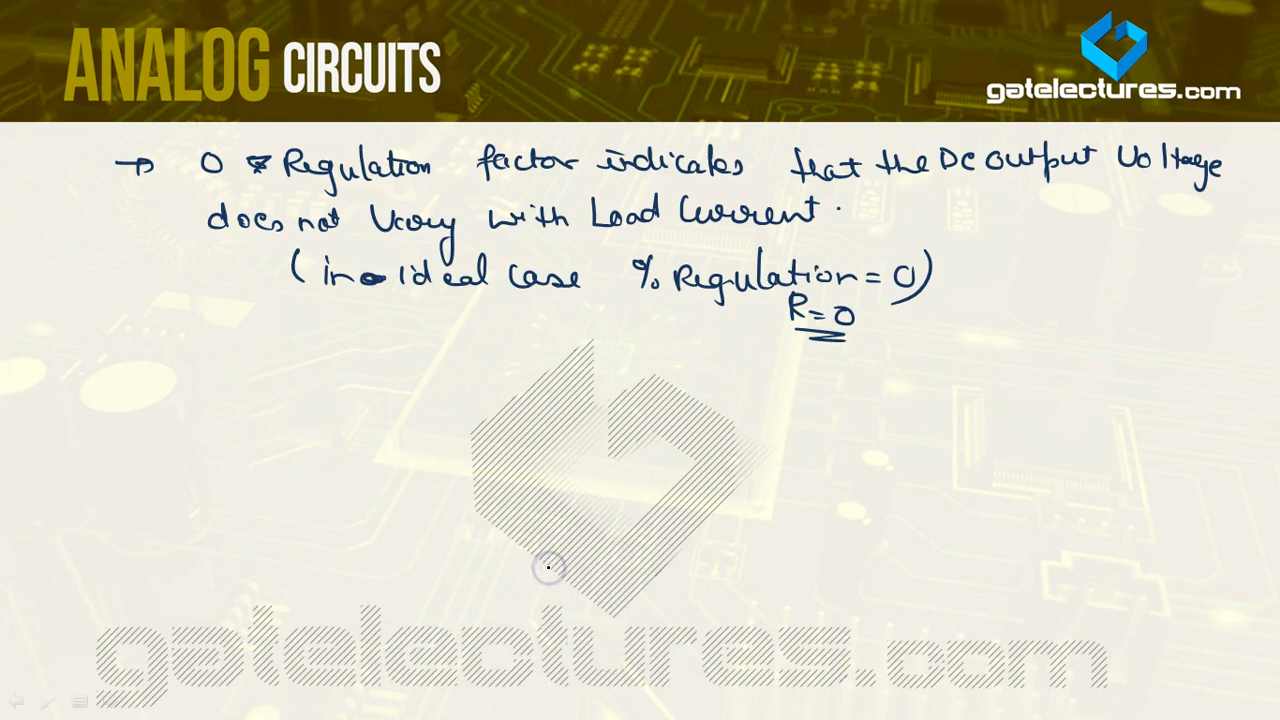 ANALOG CIRCUITS
gatelectures.com
→ 0 Regulation factor indicates that the DC output Voltage
does not Vary with Load Current.
(in ideal case % Regulation = 0)
R = 0
gatelectures.com